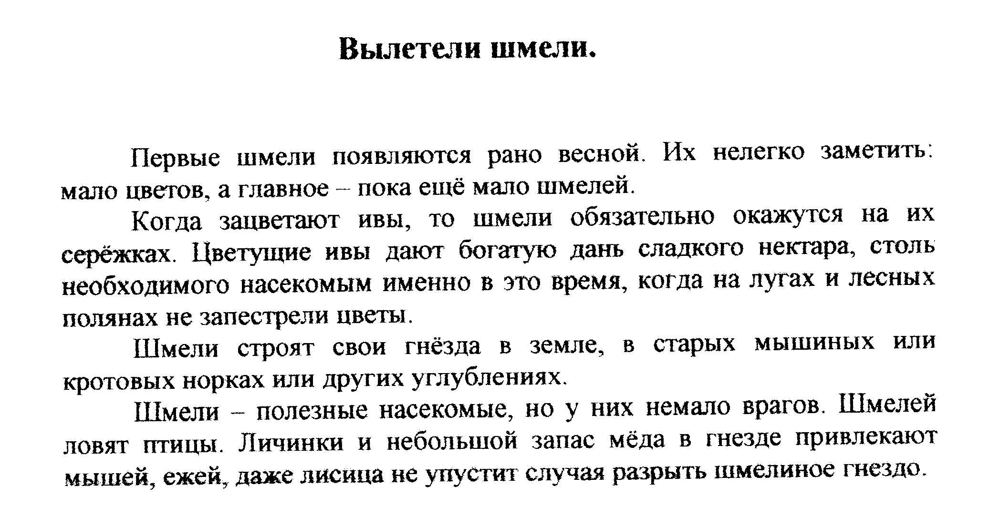 Вылетели шмели.
Первые шмели появляются рано весной. Их нелегко заметить:
мало цветов, а главное – пока ещё мало шмелей.
Когда зацветают ивы, то шмели обязательно окажутся на их
серёжках. Цветущие ивы дают богатую дань сладкого нектара, столь
необходимого насекомым именно в это время, когда на лугах и лесных
полянах не запестрели цветы.
Шмели строят свои гнёзда в земле, в старых мышиных или
кротовых норках или других углублениях.
Шмели – полезные насекомые, но у них немало врагов. Шмелей
ловят птицы. Личинки и небольшой запас мёда в гнезде привлекают
мышей, ежей, даже лисица не упустит случая разрыть шмелиное гнездо.